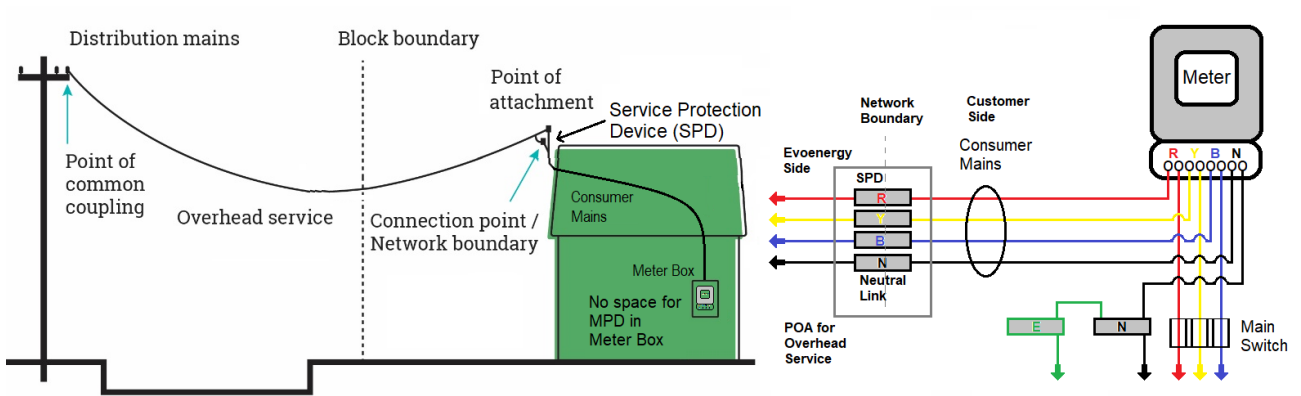 Distribution mains
Block boundary
Point of
attachment
Service Protection
Device (SPD)
Point of
common
coupling
Overhead service
Connection point /
Network boundary
Consumer
Mains
Meter Box
No space for
MPD in
Meter Box
Network
Boundary
Customer
Side
Consumer
Mains
Evoenergy
Side
SPD
R
Y
B
N
Neutral
Link
POA for
Overhead
Service
Meter
R Y B N
E
N
Main
Switch